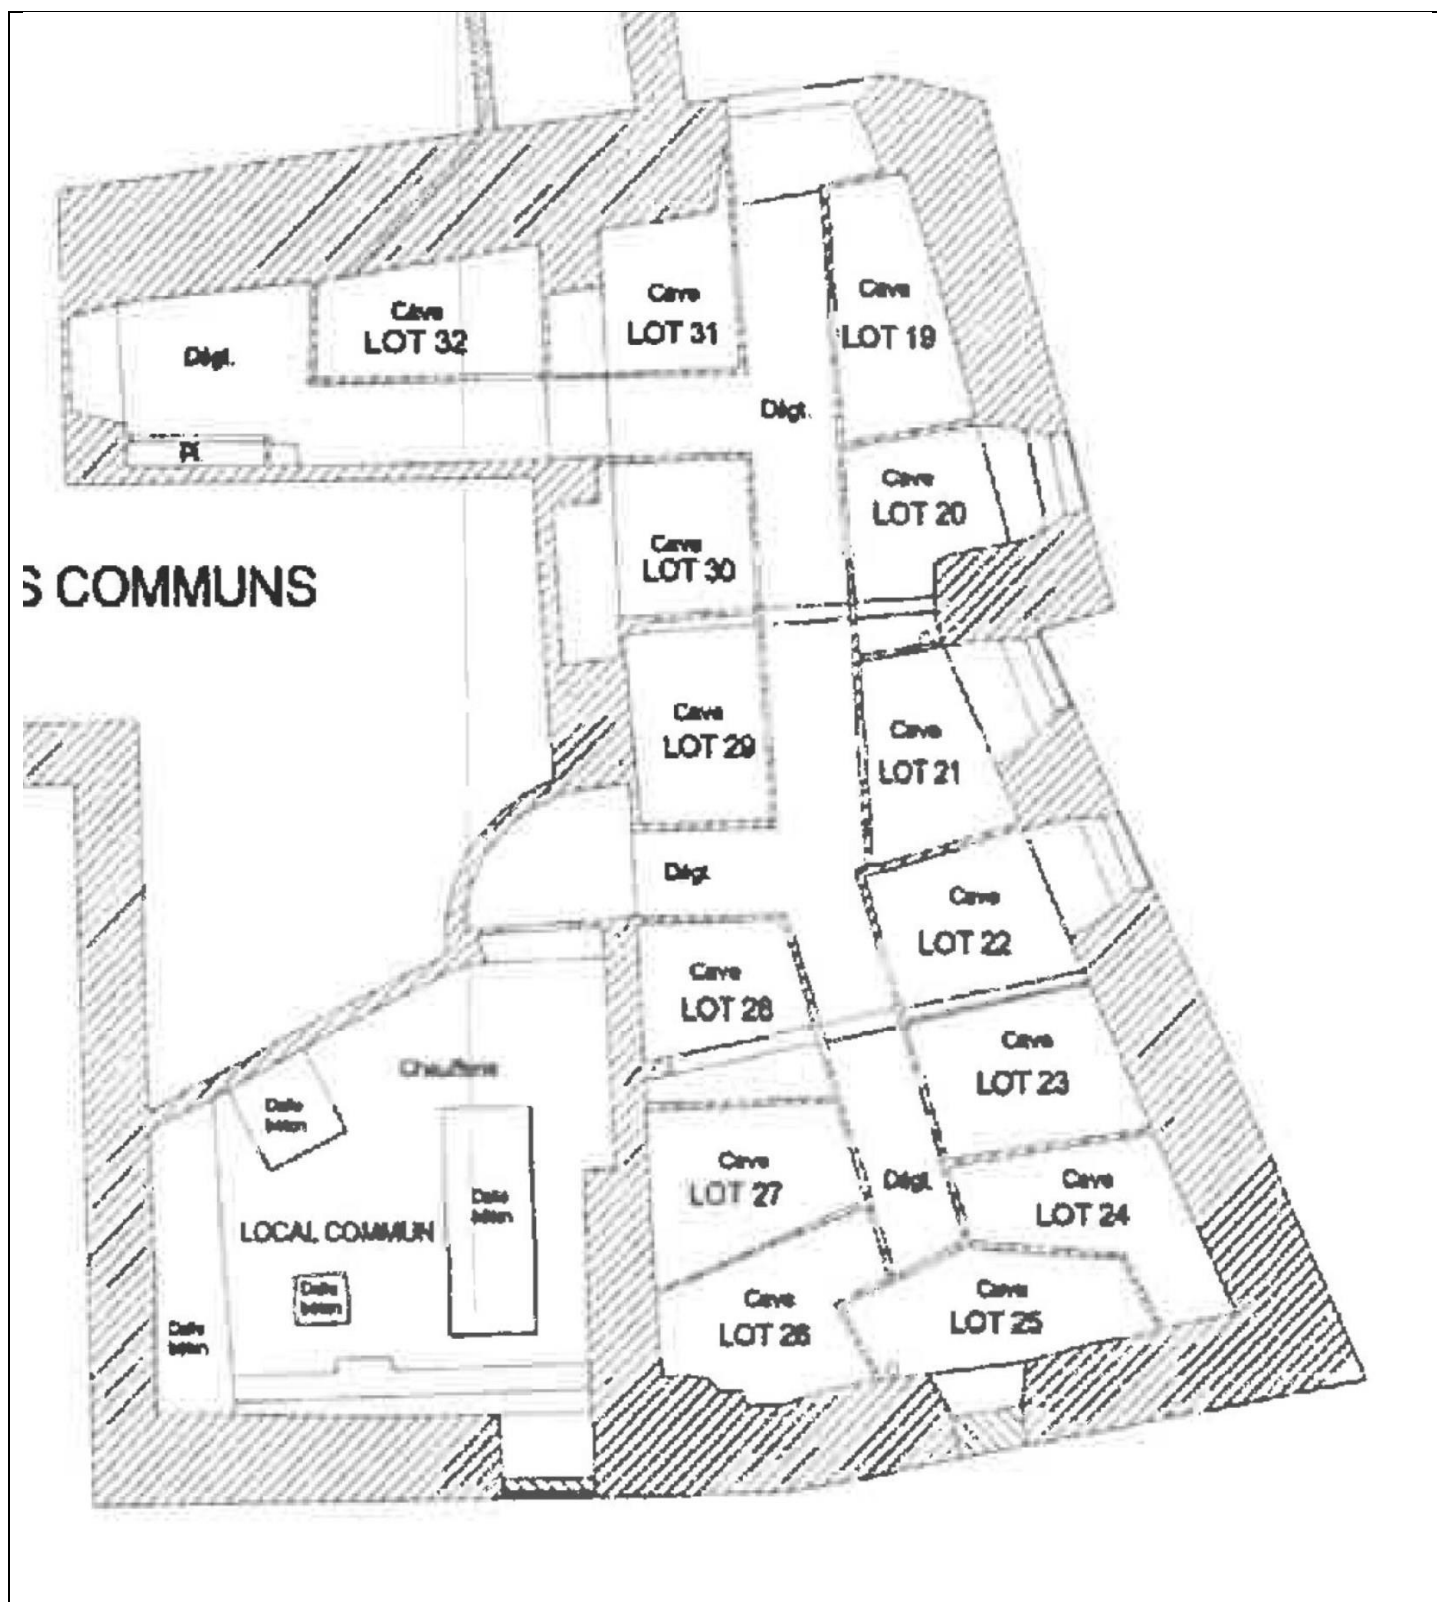 Cave
LOT 32
Cave
LOT 31
Cave
LOT 19
Dégt.
Dégt.
Pl.
Cave
LOT 20
Cave
LOT 30
S COMMUNS
Cave
LOT 29
Cave
LOT 21
Dégt.
Cave
LOT 22
Cave
LOT 28
Cave
LOT 23
Chaufferie
Dalle
béton
Cave
LOT 27
Dégt.
Cave
LOT 24
Dalle
béton
LOCAL COMMUN
Dalle
béton
Cave
LOT 26
Cave
LOT 25
Dalle
béton